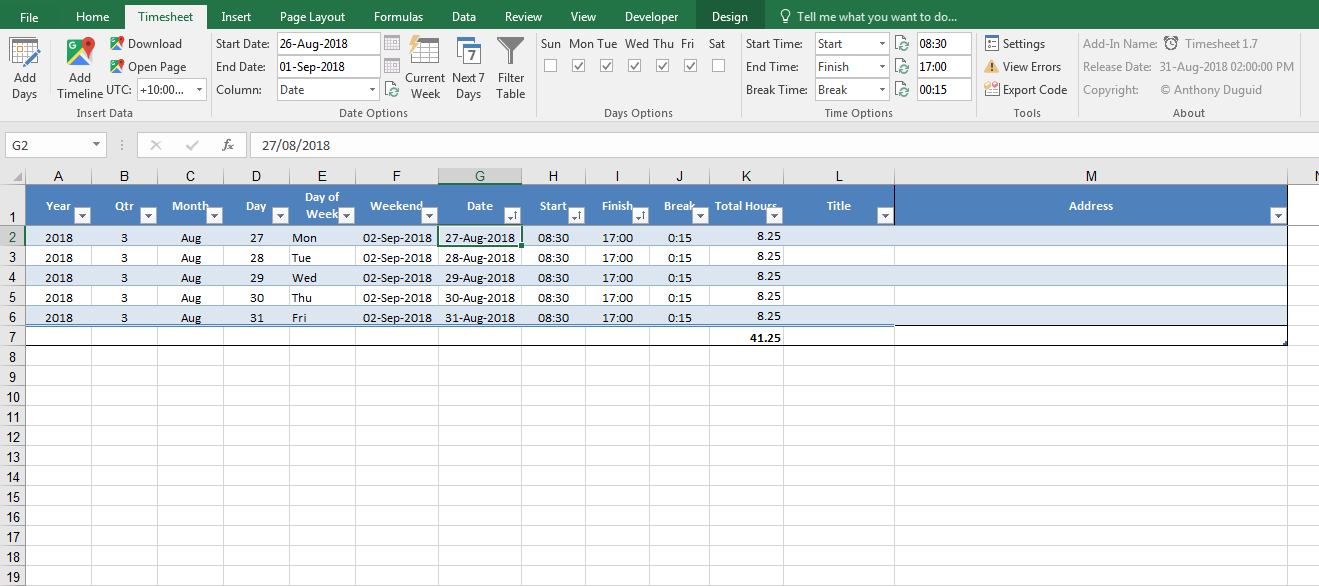 File Home Timesheet Insert Page Layout Formulas Data Review View Developer Design Tell me what you want to do...
Add Days
Add Timeline
Download
Open Page
UTC: +10:00...
Insert Data
Start Date: 26-Aug-2018
End Date: 01-Sep-2018
Column: Date
Current Week
Next 7 Days
Filter Table
Date Options
Sun Mon Tue Wed Thu Fri Sat
Days Options
Start Time: Start 08:30
End Time: Finish 17:00
Break Time: Break 00:15
Time Options
Settings
View Errors
Export Code
Tools
Add-In Name: Timesheet 1.7
Release Date: 31-Aug-2018 02:00:00 PM
Copyright: © Anthony Duguid
About
G2 fx 27/08/2018
A B C D E F G H I J K L M N
1 Year Qtr Month Day Day of Week Weekend Date Start Finish Break Total Hours Title Address
2 2018 3 Aug 27 Mon 02-Sep-2018 27-Aug-2018 08:30 17:00 0:15 8.25
3 2018 3 Aug 28 Tue 02-Sep-2018 28-Aug-2018 08:30 17:00 0:15 8.25
4 2018 3 Aug 29 Wed 02-Sep-2018 29-Aug-2018 08:30 17:00 0:15 8.25
5 2018 3 Aug 30 Thu 02-Sep-2018 30-Aug-2018 08:30 17:00 0:15 8.25
6 2018 3 Aug 31 Fri 02-Sep-2018 31-Aug-2018 08:30 17:00 0:15 8.25
7 41.25
8
9
10
11
12
13
14
15
16
17
18
19